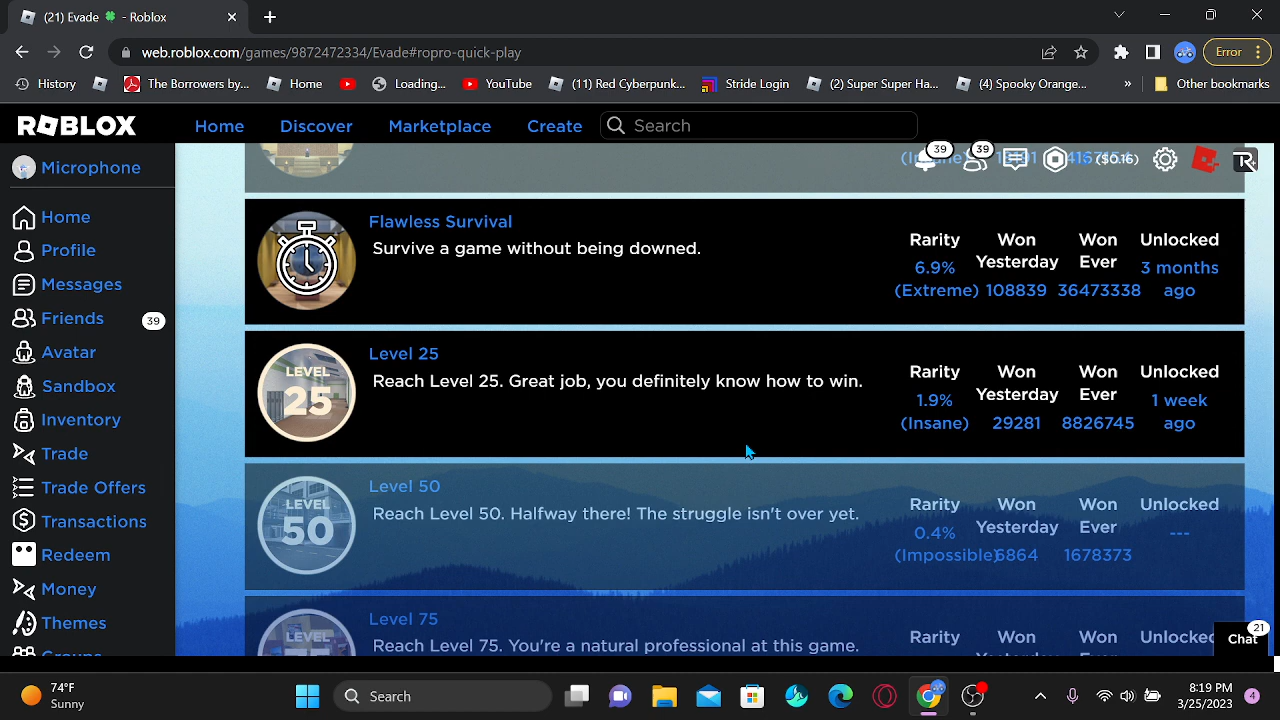 (21) Evade 🍀 - Roblox
web.roblox.com/games/9872472334/Evade#ropro-quick-play
Error
History
The Borrowers by...
Home
Loading...
YouTube
(11) Red Cyberpunk...
Stride Login
(2) Super Super Ha...
(4) Spooky Orange...
»
Other bookmarks
ROBLOX
Home
Discover
Marketplace
Create
Search
39
39
($0.16)
R+
Microphone
Home
Profile
Messages
Friends
39
Avatar
Sandbox
Inventory
Trade
Trade Offers
Transactions
Redeem
Money
Themes
Groups
Flawless Survival
Survive a game without being downed.
Rarity
6.9%
(Extreme)
Won
Yesterday
108839
Won
Ever
36473338
Unlocked
3 months
ago
LEVEL
25
Level 25
Reach Level 25. Great job, you definitely know how to win.
Rarity
1.9%
(Insane)
Won
Yesterday
29281
Won
Ever
8826745
Unlocked
1 week
ago
LEVEL
50
Level 50
Reach Level 50. Halfway there! The struggle isn't over yet.
Rarity
0.4%
(Impossible)
Won
Yesterday
6864
Won
Ever
1678373
Unlocked
---
LEVEL
Level 75
Reach Level 75. You're a natural professional at this game.
Rarity
Won
Won
Unlocked
Chat
21
74°F
Sunny
Search
8:19 PM
3/25/2023
4